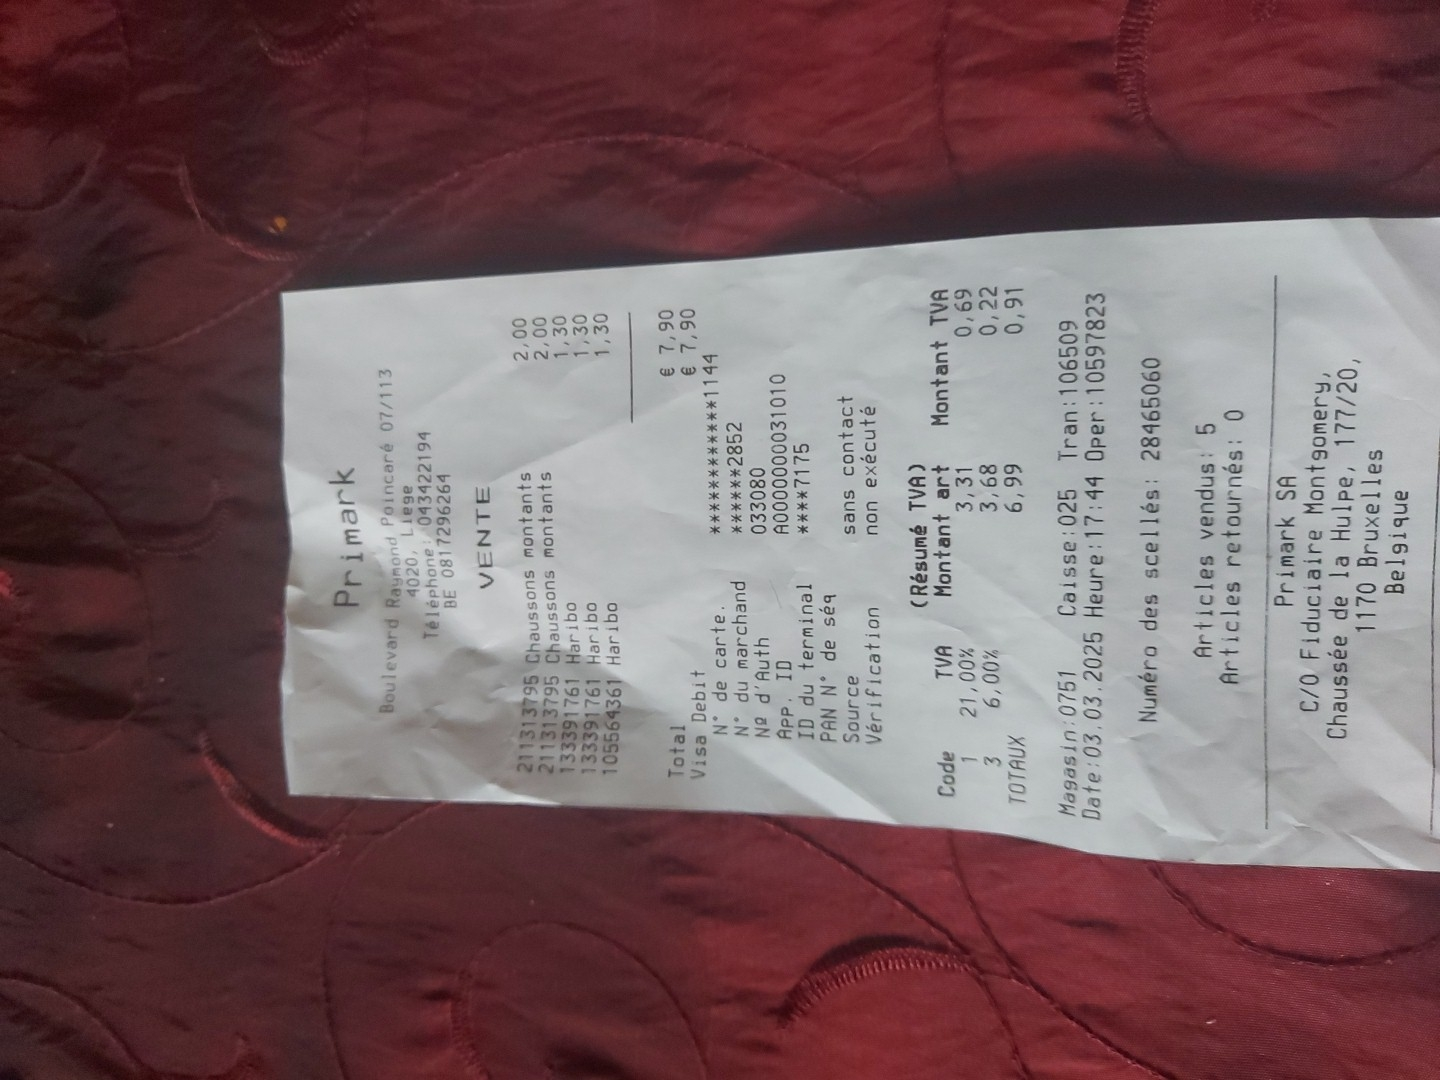 Primark
Boulevard Raymond Poincaré 07/113
4020, Liege
Téléphone: 043422194
BE 0817296264
VENTE
211313795 Chaussons montants 2,00
211313795 Chaussons montants 2,00
133391761 Haribo 1,30
133391761 Haribo 1,30
105564361 Haribo 1,30
Total € 7,90
Visa Debit € 7,90
N° de carte. ************1144
N° du marchand ******2852
Nº d'Auth 033080
App. ID A0000000031010
ID du terminal ****7175
PAN N° de séq
Source sans contact
Vérification non exécuté
(Résumé TVA)
Code TVA Montant art Montant TVA
1 21,00% 3,31 0,69
3 6,00% 3,68 0,22
TOTAUX 6,99 0,91
Magasin:0751 Caisse:025 Tran:106509
Date:03.03.2025 Heure:17:44 Oper:10597823
Numéro des scellés: 28465060
Articles vendus: 5
Articles retournés: 0
Primark SA
C/O Fiduciaire Montgomery,
Chaussée de la Hulpe, 177/20,
1170 Bruxelles
Belgique